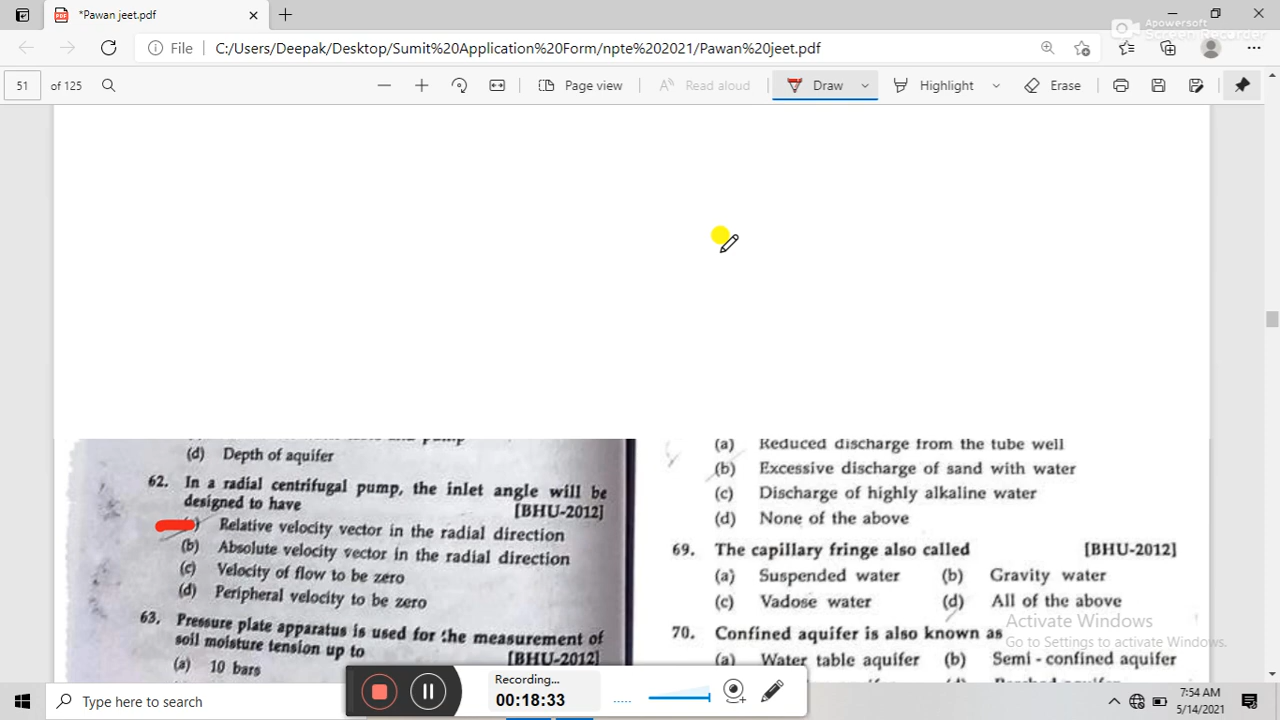 *Pawan jeet.pdf
File
C:/Users/Deepak/Desktop/Sumit%20Application%20Form/npte%202021/Pawan%20jeet.pdf
Apowersoft
Screen Recorder
51 of 125
Page view
Read aloud
Draw
Highlight
Erase
(d) Depth of aquifer
62. In a radial centrifugal pump, the inlet angle will be
designed to have [BHU-2012]
Relative velocity vector in the radial direction
(b) Absolute velocity vector in the radial direction
(c) Velocity of flow to be zero
(d) Peripheral velocity to be zero
63. Pressure plate apparatus is used for the measurement of
soil moisture tension up to [BHU-2012]
(a) 10 bars
(a) Reduced discharge from the tube well
(b) Excessive discharge of sand with water
(c) Discharge of highly alkaline water
(d) None of the above
69. The capillary fringe also called [BHU-2012]
(a) Suspended water (b) Gravity water
(c) Vadose water (d) All of the above
70. Confined aquifer is also known as
(a) Water table aquifer (b) Semi - confined aquifer
Activate Windows
Go to Settings to activate Windows.
Recording...
00:18:33
Type here to search
7:54 AM
5/14/2021